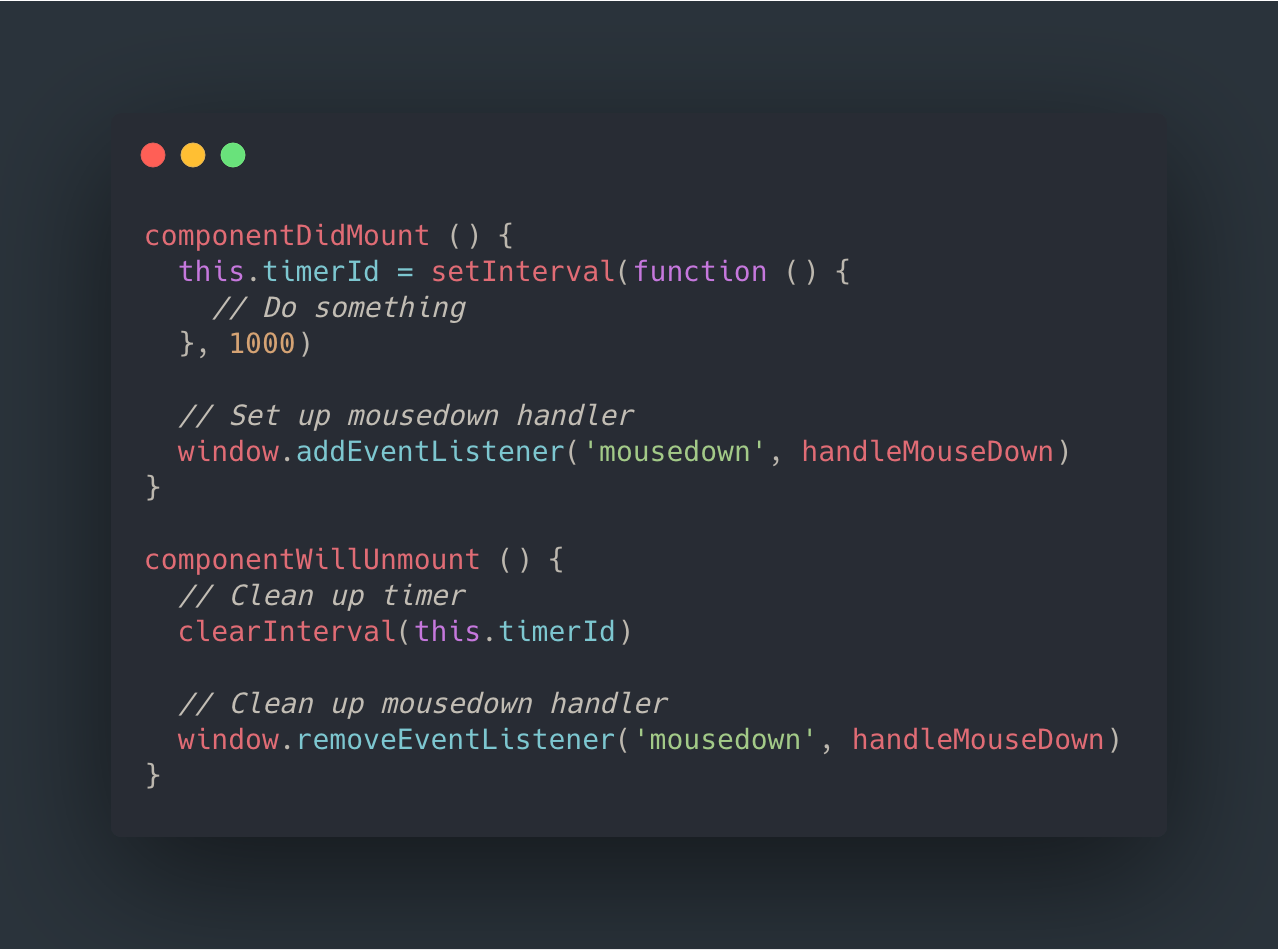 componentDidMount () {
  this.timerId = setInterval(function () {
    // Do something
  }, 1000)

  // Set up mousedown handler
  window.addEventListener('mousedown', handleMouseDown)
}

componentWillUnmount () {
  // Clean up timer
  clearInterval(this.timerId)

  // Clean up mousedown handler
  window.removeEventListener('mousedown', handleMouseDown)
}